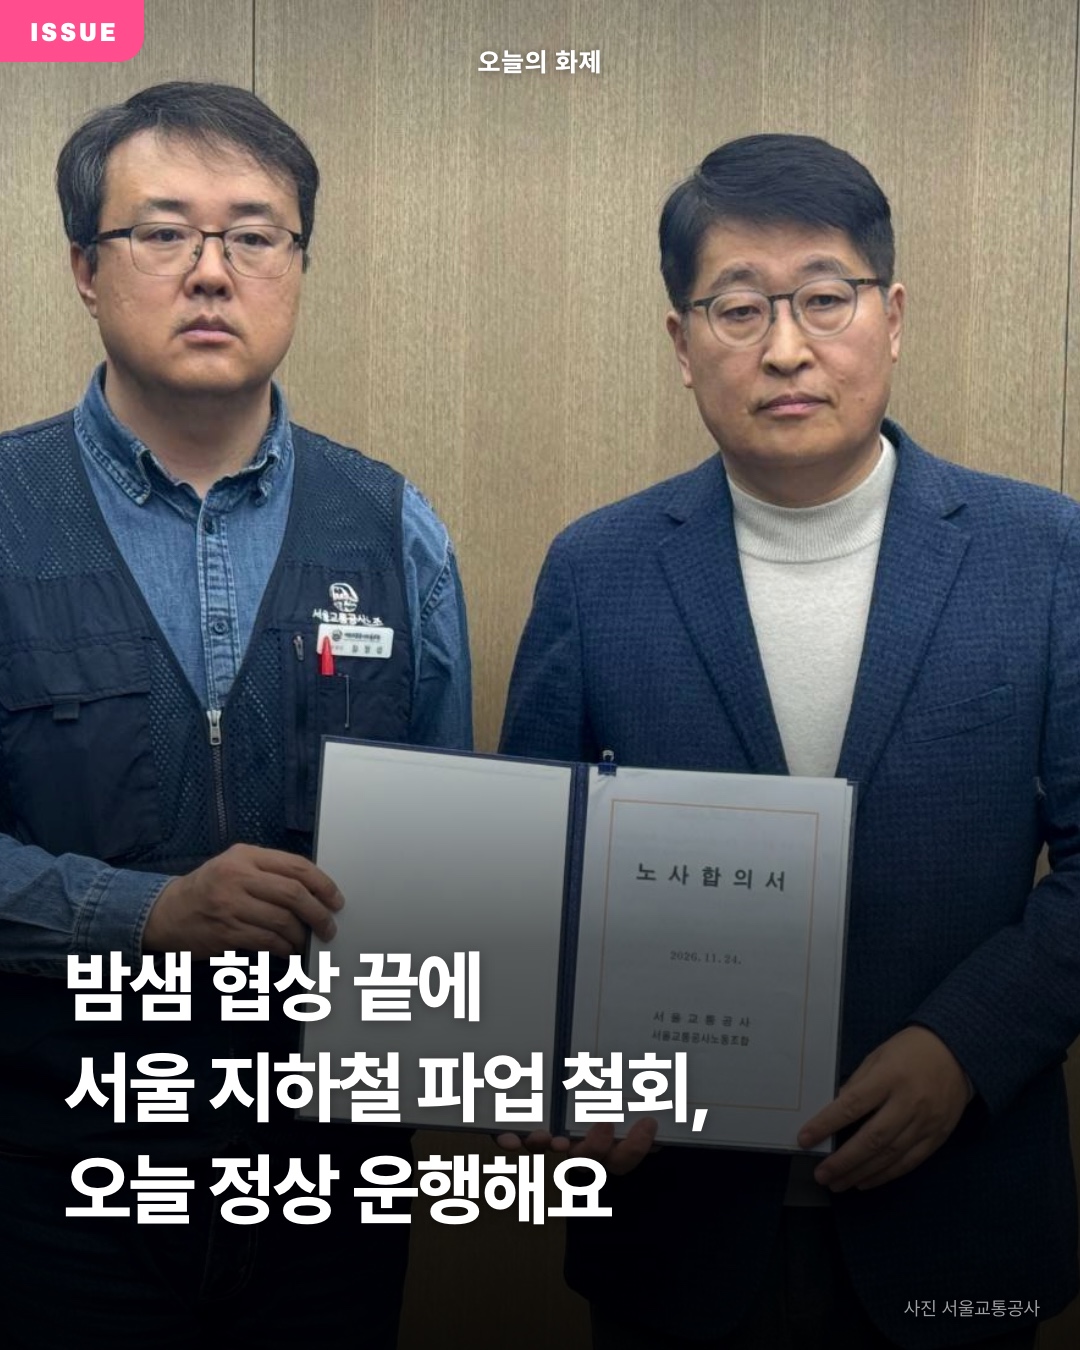 ISSUE
오늘의 화제
서울교통공사노조
노사합의서
2026.11.24.
서울교통공사
서울교통공사노동조합
밤샘 협상 끝에
서울 지하철 파업 철회,
오늘 정상 운행해요
사진 서울교통공사